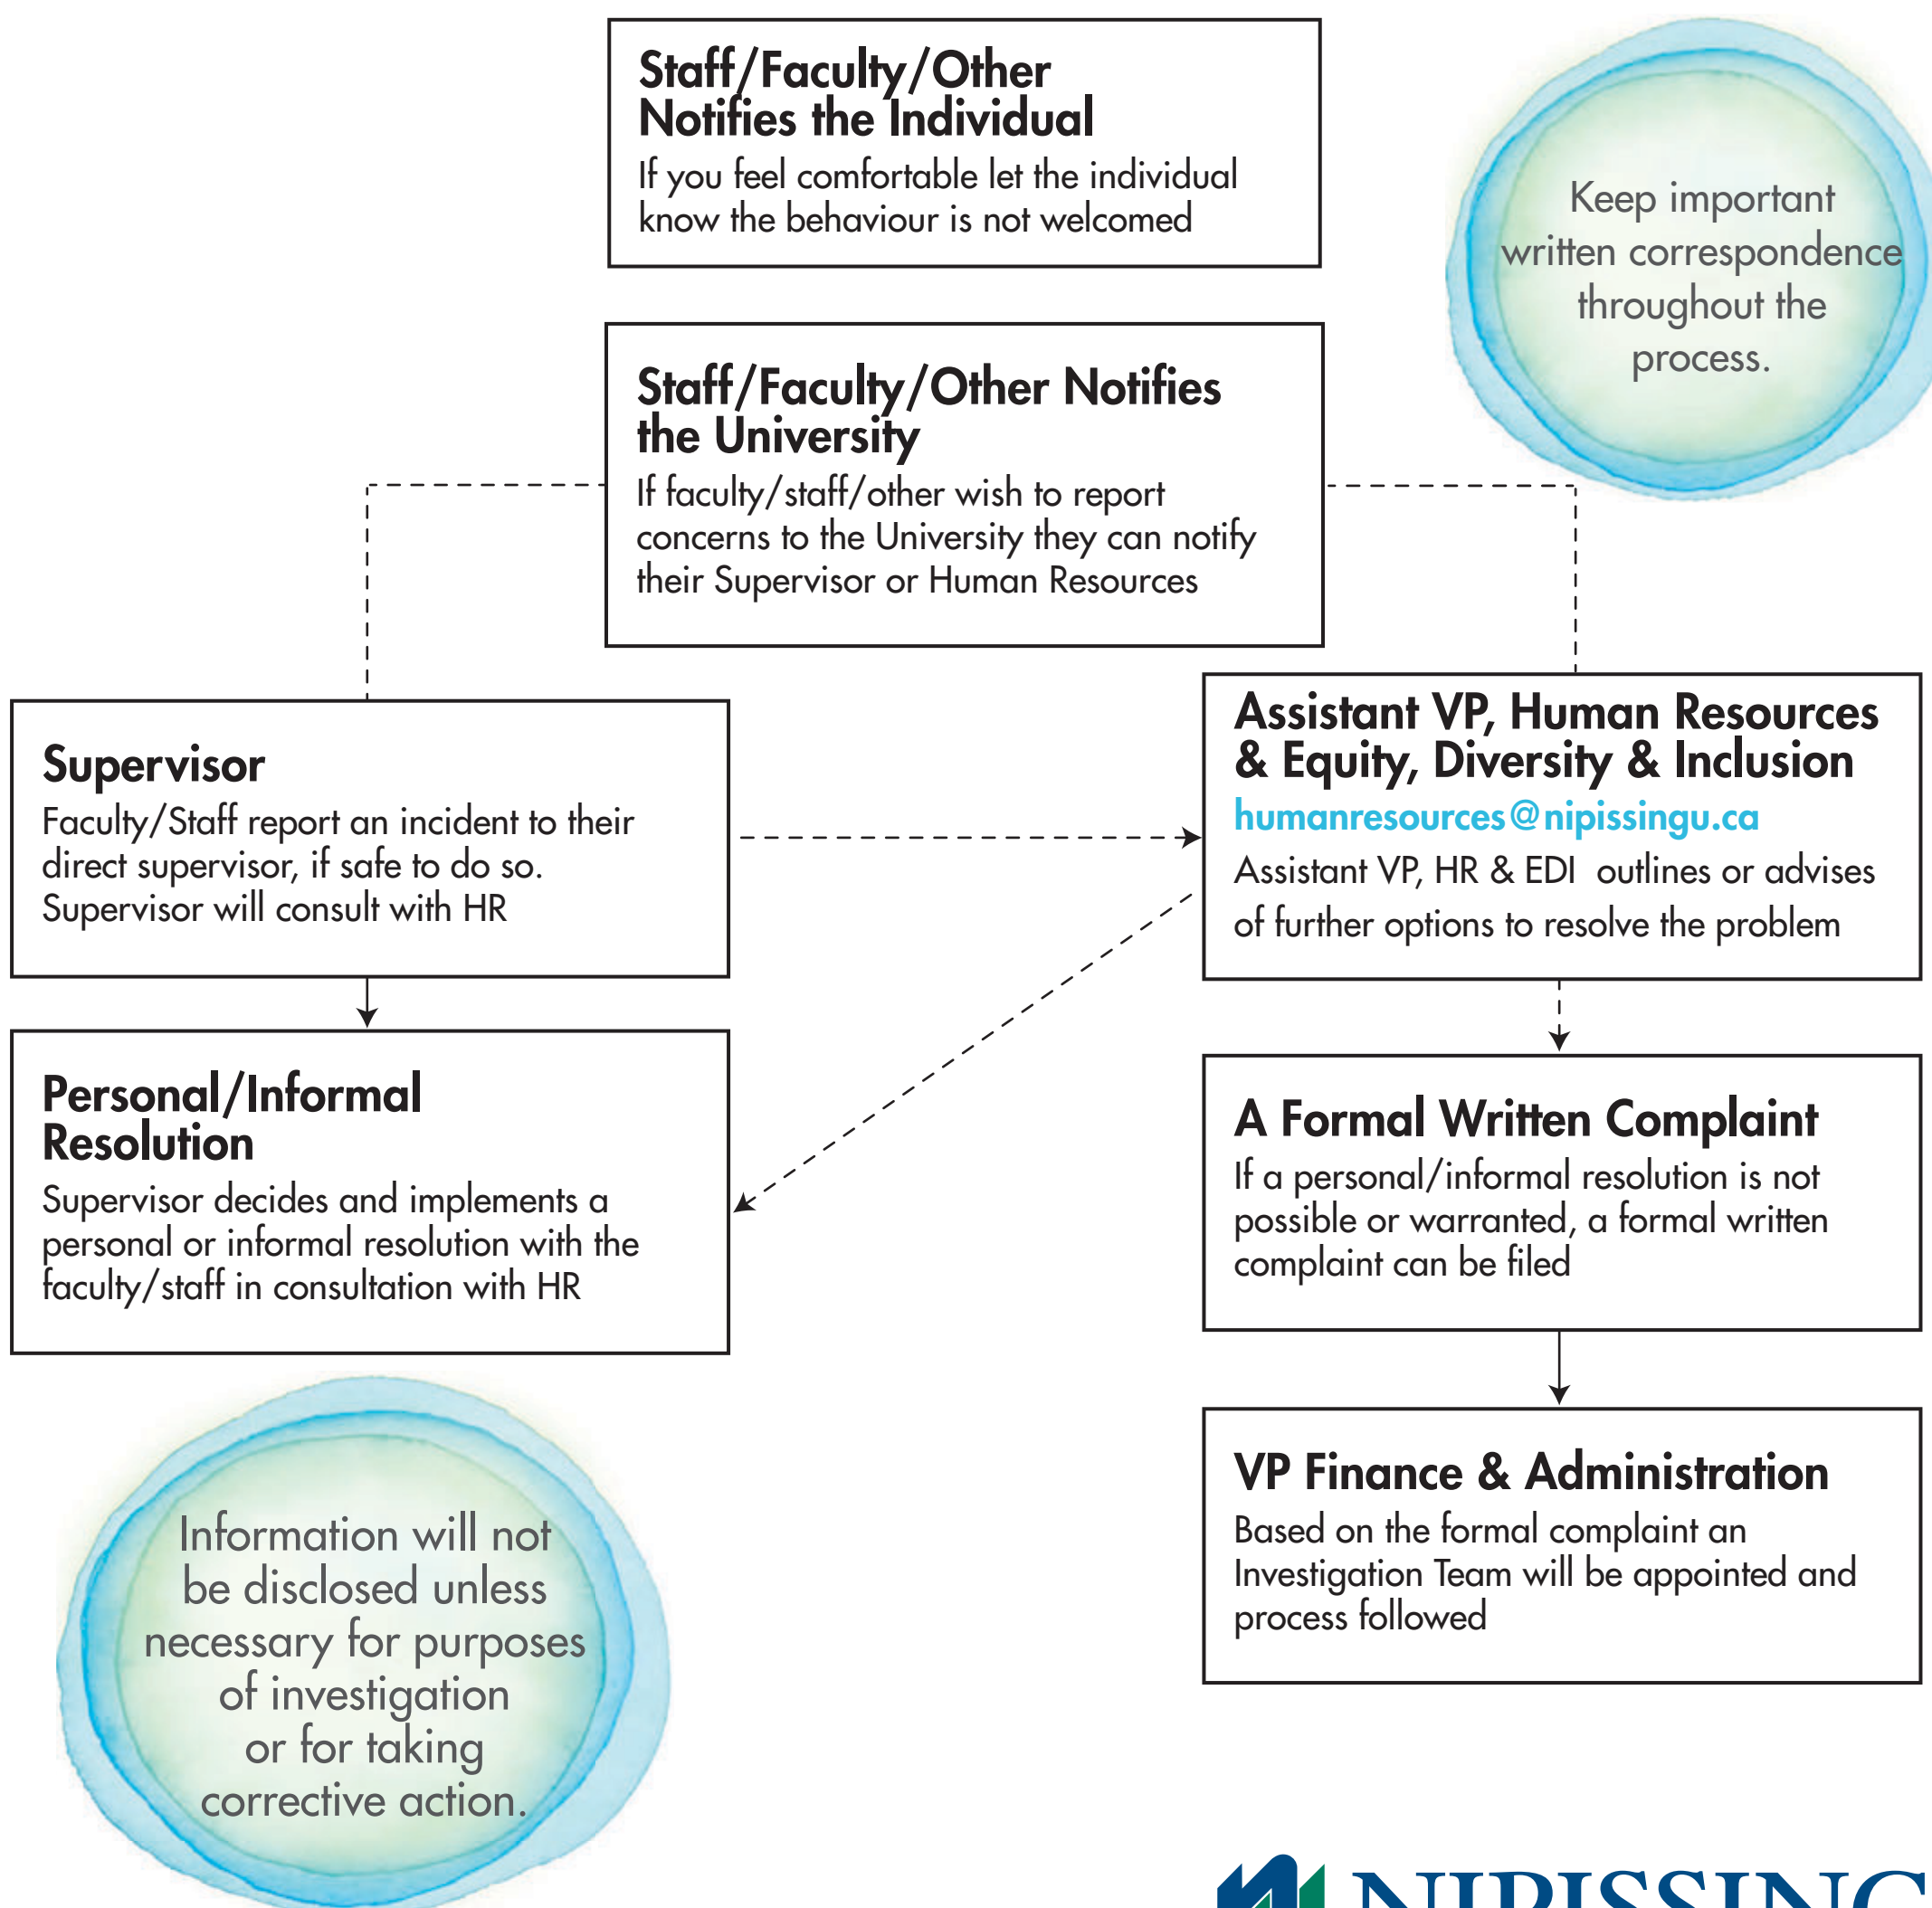 Staff/Faculty/Other
Notifies the Individual
If you feel comfortable let the individual
know the behaviour is not welcomed
Keep important
written correspondence
throughout the
process.
Staff/Faculty/Other Notifies
the University
If faculty/staff/other wish to report
concerns to the University they can notify
their Supervisor or Human Resources
Supervisor
Faculty/Staff report an incident to their
direct supervisor, if safe to do so.
Supervisor will consult with HR
Assistant VP, Human Resources
& Equity, Diversity & Inclusion
humanresources@nipissingu.ca
Assistant VP, HR & EDI outlines or advises
of further options to resolve the problem
Personal/Informal
Resolution
Supervisor decides and implements a
personal or informal resolution with the
faculty/staff in consultation with HR
A Formal Written Complaint
If a personal/informal resolution is not
possible or warranted, a formal written
complaint can be filed
VP Finance & Administration
Based on the formal complaint an
Investigation Team will be appointed and
process followed
Information will not
be disclosed unless
necessary for purposes
of investigation
or for taking
corrective action.
NIPISSING